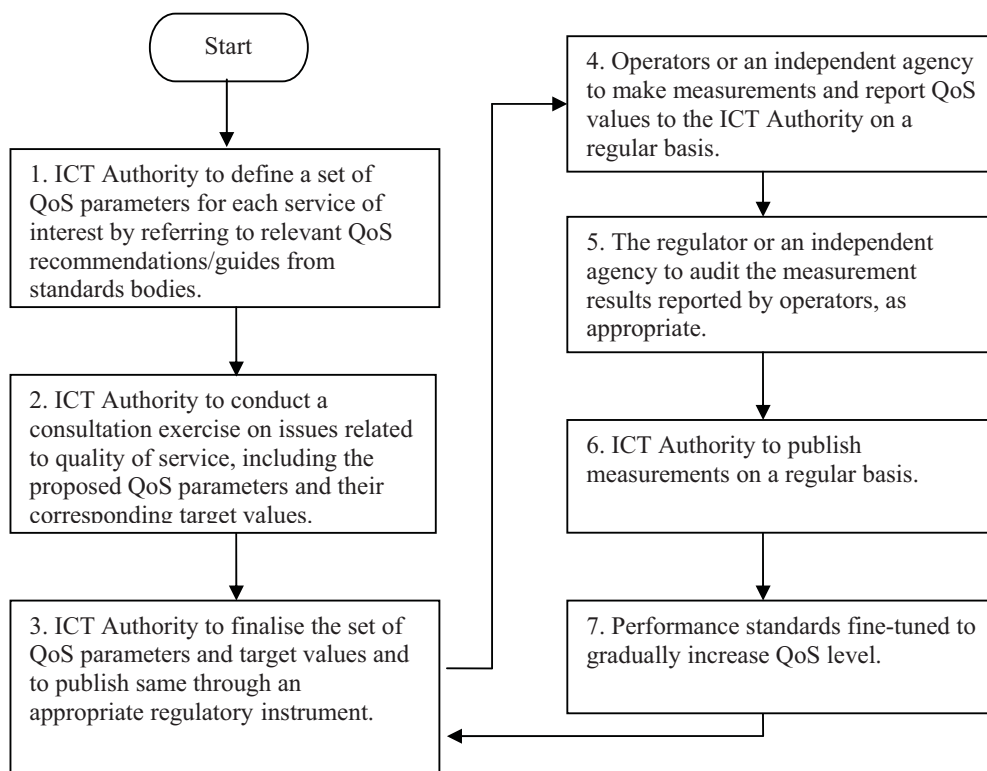 Start
1. ICT Authority to define a set of
QoS parameters for each service of
interest by referring to relevant QoS
recommendations/guides from
standards bodies.
2. ICT Authority to conduct a
consultation exercise on issues related
to quality of service, including the
proposed QoS parameters and their
corresponding target values.
3. ICT Authority to finalise the set of
QoS parameters and target values and
to publish same through an
appropriate regulatory instrument.
4. Operators or an independent agency
to make measurements and report QoS
values to the ICT Authority on a
regular basis.
5. The regulator or an independent
agency to audit the measurement
results reported by operators, as
appropriate.
6. ICT Authority to publish
measurements on a regular basis.
7. Performance standards fine-tuned to
gradually increase QoS level.